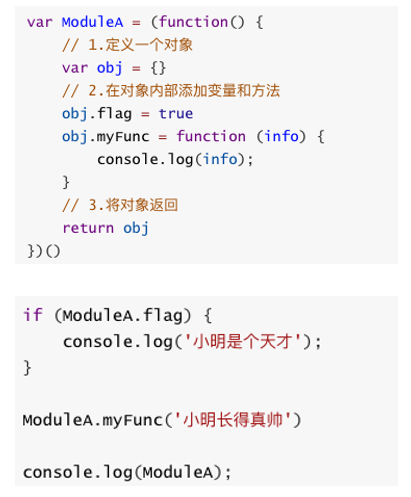 var ModuleA = (function() {
    // 1.定义一个对象
    var obj = {}
    // 2.在对象内部添加变量和方法
    obj.flag = true
    obj.myFunc = function (info) {
        console.log(info);
    }
    // 3.将对象返回
    return obj
})()
if (ModuleA.flag) {
    console.log('小明是个天才');
}
ModuleA.myFunc('小明长得真帅')
console.log(ModuleA);